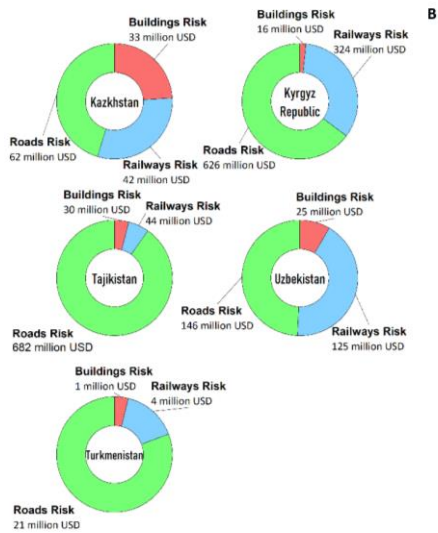 B
Buildings Risk
33 million USD
Kazkhstan
Roads Risk
62 million USD
Railways Risk
42 million USD
Buildings Risk
16 million USD
Railways Risk
324 million USD
Kyrgyz
Republic
Roads Risk
626 million USD
Buildings Risk
30 million USD
Railways Risk
44 million USD
Tajikistan
Roads Risk
682 million USD
Buildings Risk
25 million USD
Uzbekistan
Roads Risk
146 million USD
Railways Risk
125 million USD
Buildings Risk
1 million USD
Railways Risk
4 million USD
Turkmenistan
Roads Risk
21 million USD